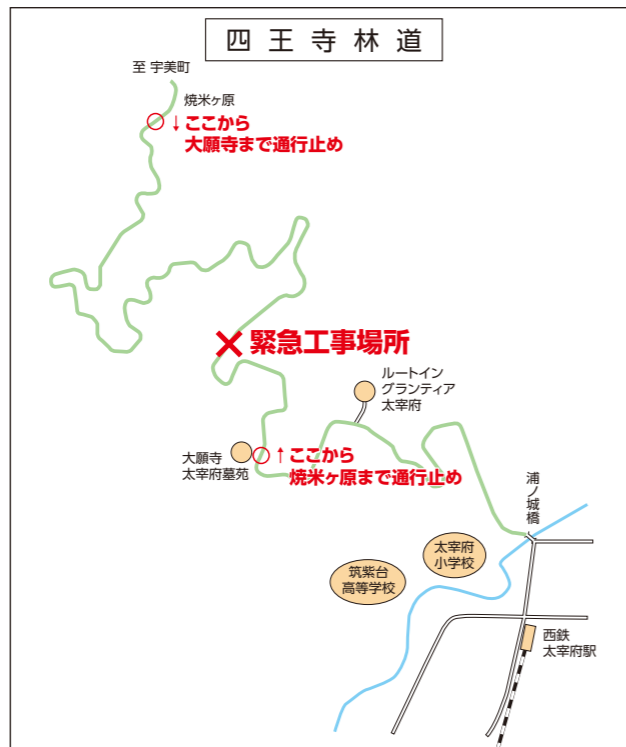 四王寺林道
至 宇美町
焼米ヶ原
↓ここから
大願寺まで通行止め
緊急工事場所
ルートイン
グランティア
太宰府
大願寺
太宰府墓苑
↑ここから
焼米ヶ原まで通行止め
浦ノ城橋
太宰府
小学校
筑紫台
高等学校
西鉄
太宰府駅